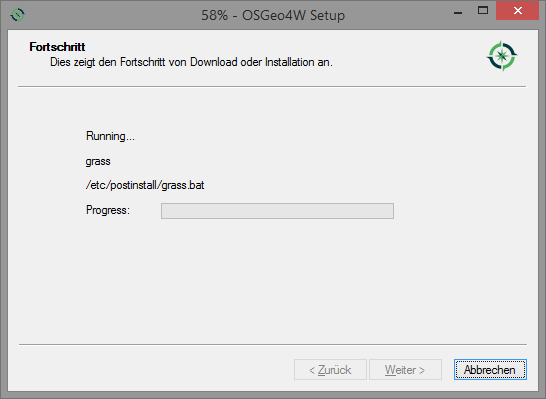 58% - OSGeo4W Setup
Fortschritt
Dies zeigt den Fortschritt von Download oder Installation an.
Running...
grass
/etc/postinstall/grass.bat
Progress:
< Zurück Weiter > Abbrechen